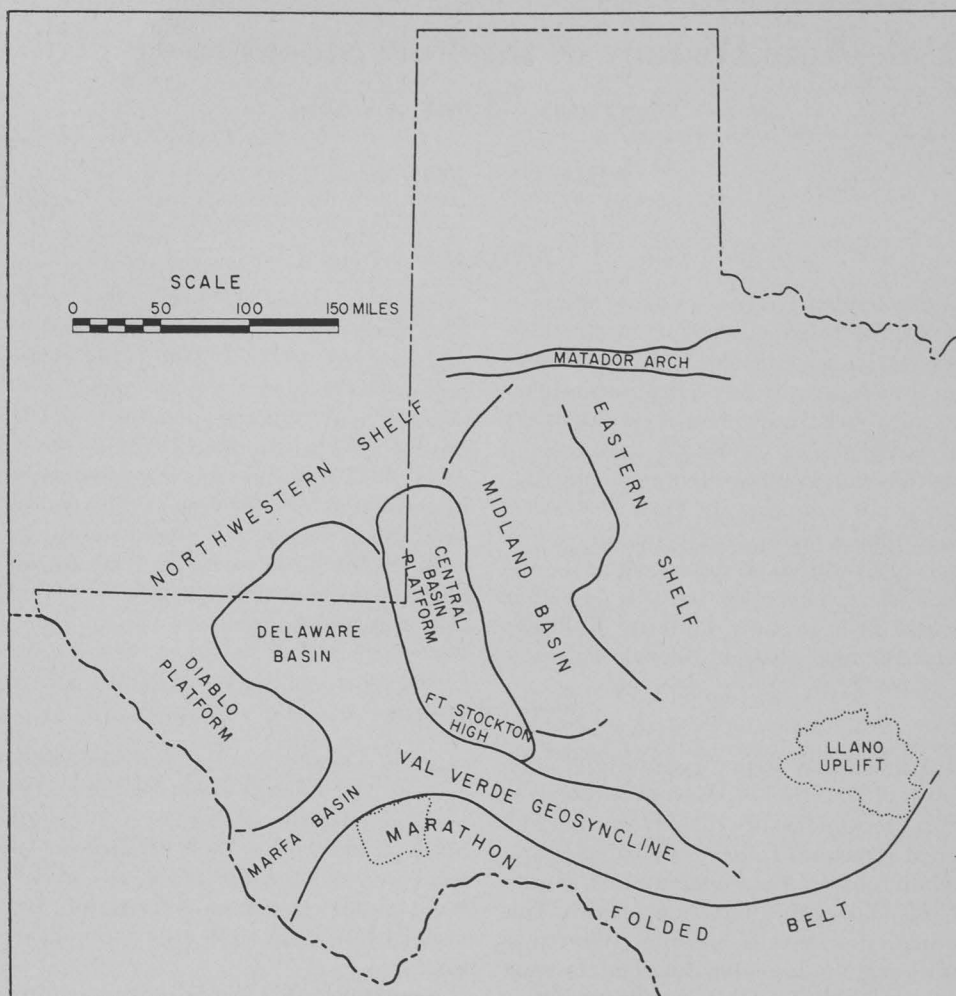 SCALE
0 50 100 150 MILES
MATADOR ARCH
NORTHWESTERN SHELF
EASTERN SHELF
MIDLAND BASIN
CENTRAL
BASIN
PLATFORM
DELAWARE
BASIN
DIABLO
PLATFORM
FT STOCKTON
HIGH
LLANO
UPLIFT
VAL VERDE GEOSYNCLINE
MARFA BASIN
MARATHON FOLDED BELT